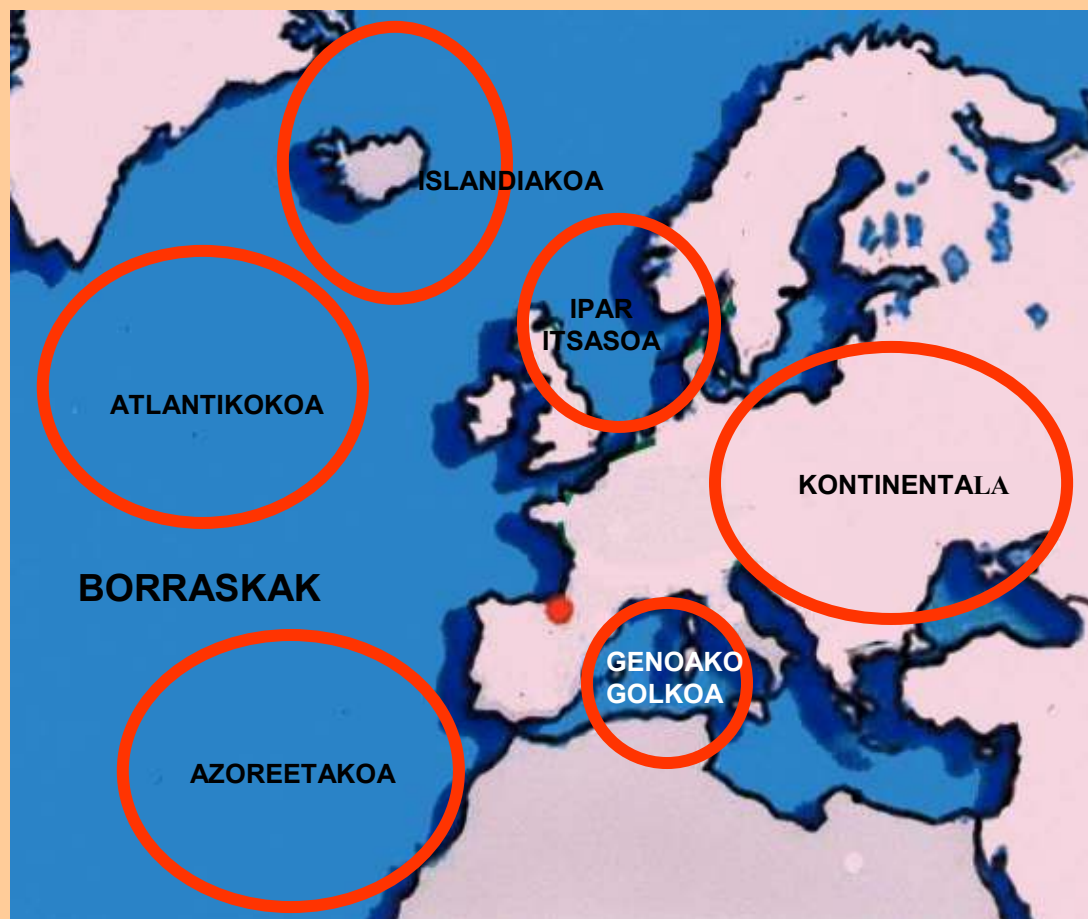 ISLANDIAKOA
IPAR
ITSASOA
ATLANTIKOKOA
KONTINENTALA
BORRASKAK
GENOAKO
GOLKOA
AZOREETAKOA